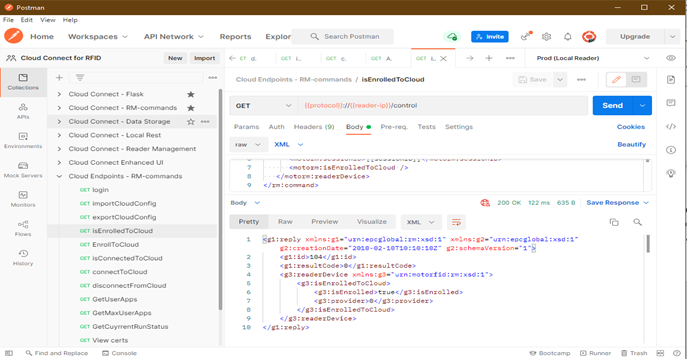 Postman
File Edit View Help
Home Workspaces API Network Reports Explore Search Postman Invite Upgrade
Cloud Connect for RFID New Import
GET d. GET i. GET c. GET A. GET I. Prod (Local Reader)
Collections
APIs
Environments
Mock Servers
Monitors
Flows
History
Cloud Connect - Flask
Cloud Connect - RM-commands
Cloud Connect - Data Storage
Cloud Connect - Local Rest
Cloud Connect - Reader Management
Cloud Connect Enhanced UI
Cloud Endpoints - RM-commands
GET login
GET importCloudConfig
GET exportCloudConfig
GET isEnrolledToCloud
GET EnrollToCloud
GET isConnectedToCloud
GET connectToCloud
GET disconnectFromCloud
GET GetUserApps
GET GetMaxUserApps
GET GetCuyrrentRunStatus
GET View certs
Cloud Endpoints - RM-commands / isEnrolledToCloud
Save
GET {{protocol}}://{{reader-ip}}/control Send
Params Auth Headers (9) Body Pre-req. Tests Settings Cookies
raw XML Beautify
7 <motorm:isEnrolledToCloud />
8 </motorm:readerDevice>
9 </rm:command>
Body 200 OK 122 ms 635 B Save Response
Pretty Raw Preview Visualize XML
1 <g1:reply xmlns:g1="urn:epcglobal:rm:xsd:1" xmlns:g2="urn:epcglobal:xsd:1"
g2:creationDate="2018-02-18T10:10:18Z" g2:schemaVersion="1">
2 <g1:id>104</g1:id>
3 <g1:resultCode>0</g1:resultCode>
4 <g3:readerDevice xmlns:g3="urn:motorfid:rm:xsd:1">
5 <g3:isEnrolledToCloud>
6 <g3:isEnrolled>true</g3:isEnrolled>
7 <g3:provider>0</g3:provider>
8 </g3:isEnrolledToCloud>
9 </g3:readerDevice>
10 </g1:reply>
Find and Replace Console Bootcamp Runner Trash